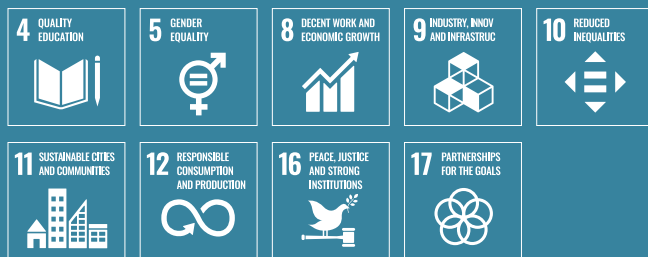 4 QUALITY
EDUCATION
5 GENDER
EQUALITY
8 DECENT WORK AND
ECONOMIC GROWTH
9 INDUSTRY, INNOV
AND INFRASTRUC
10 REDUCED
INEQUALITIES
11 SUSTAINABLE CITIES
AND COMMUNITIES
12 RESPONSIBLE
CONSUMPTION
AND PRODUCTION
16 PEACE, JUSTICE
AND STRONG
INSTITUTIONS
17 PARTNERSHIPS
FOR THE GOALS